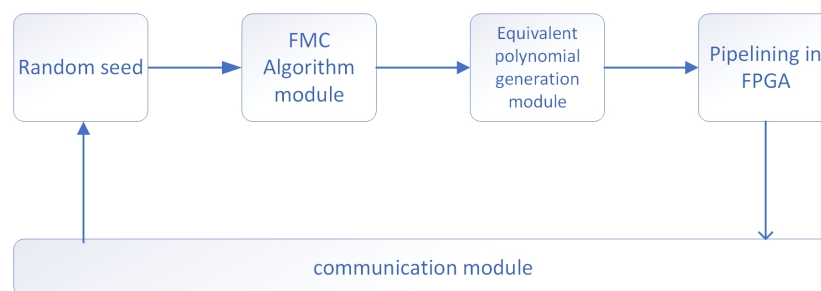 Random seed
FMC
Algorithm
module
Equivalent
polynomial
generation
module
Pipelining in
FPGA
communication module